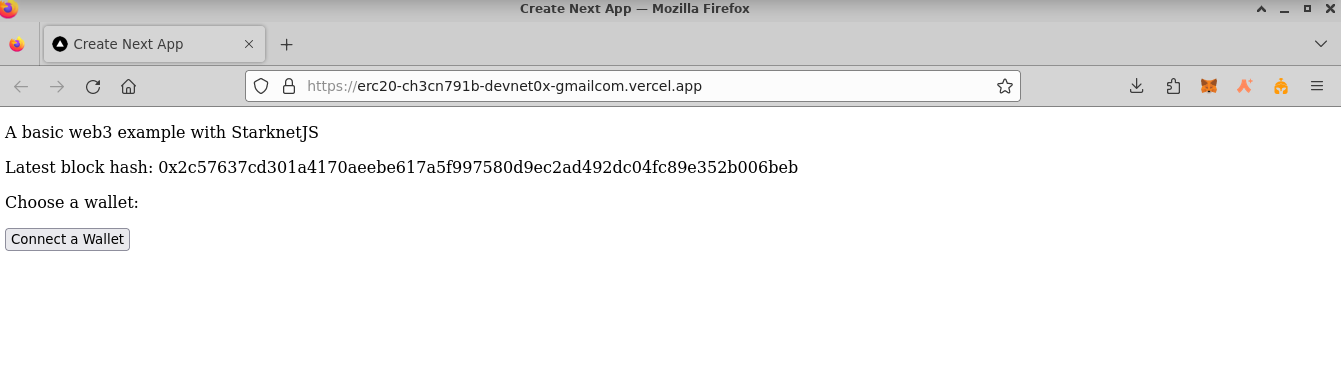 Create Next App — Mozilla Firefox
Create Next App
https://erc20-ch3cn791b-devnet0x-gmailcom.vercel.app
A basic web3 example with StarknetJS
Latest block hash: 0x2c57637cd301a4170aeebe617a5f997580d9ec2ad492dc04fc89e352b006beb
Choose a wallet:
Connect a Wallet